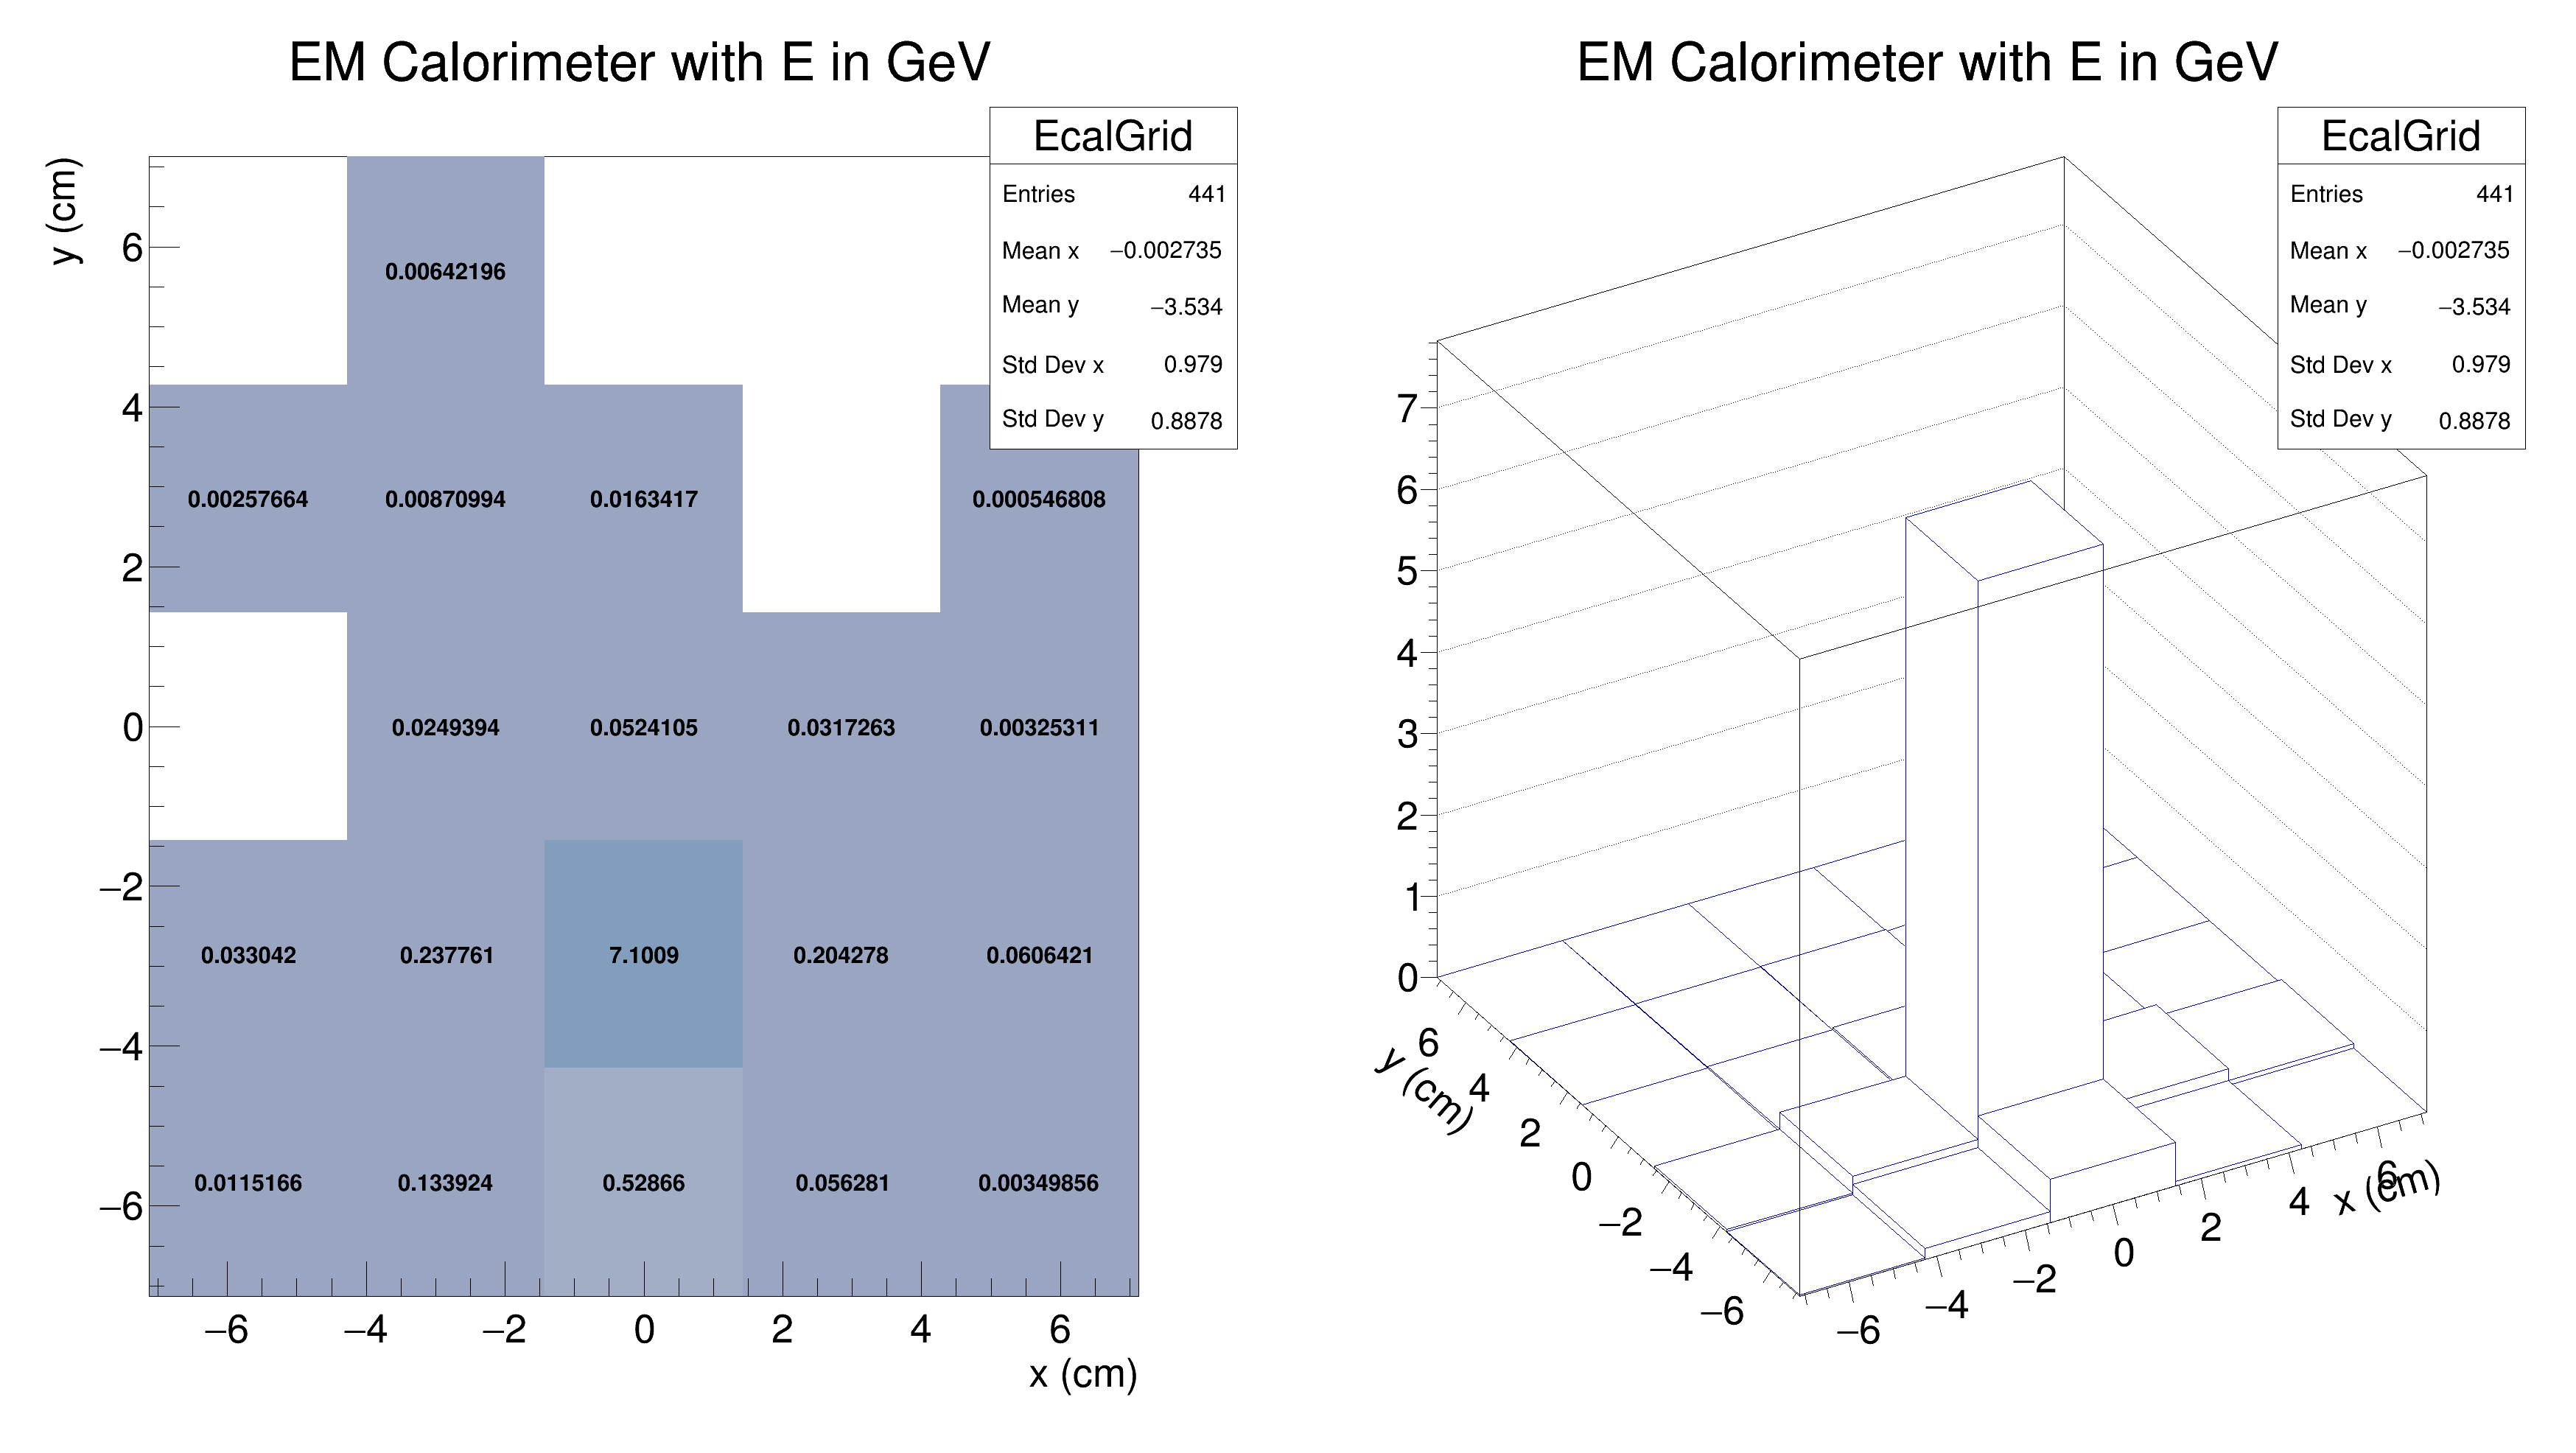 EM Calorimeter with E in GeV
EcalGrid
Entries 441
Mean x −0.002735
Mean y −3.534
Std Dev x 0.979
Std Dev y 0.8878
y (cm)
6
4
2
0
−2
−4
−6
0.00642196
0.00257664 0.00870994 0.0163417 0.000546808
0.0249394 0.0524105 0.0317263 0.00325311
0.033042 0.237761 7.1009 0.204278 0.0606421
0.0115166 0.133924 0.52866 0.056281 0.00349856
−6 −4 −2 0 2 4 6
x (cm)
EM Calorimeter with E in GeV
EcalGrid
Entries 441
Mean x −0.002735
Mean y −3.534
Std Dev x 0.979
Std Dev y 0.8878
7
6
5
4
3
2
1
0
y (cm)
6
4
2
0
−2
−4
−6
−6
−4
−2
0
2
4
6
x (cm)